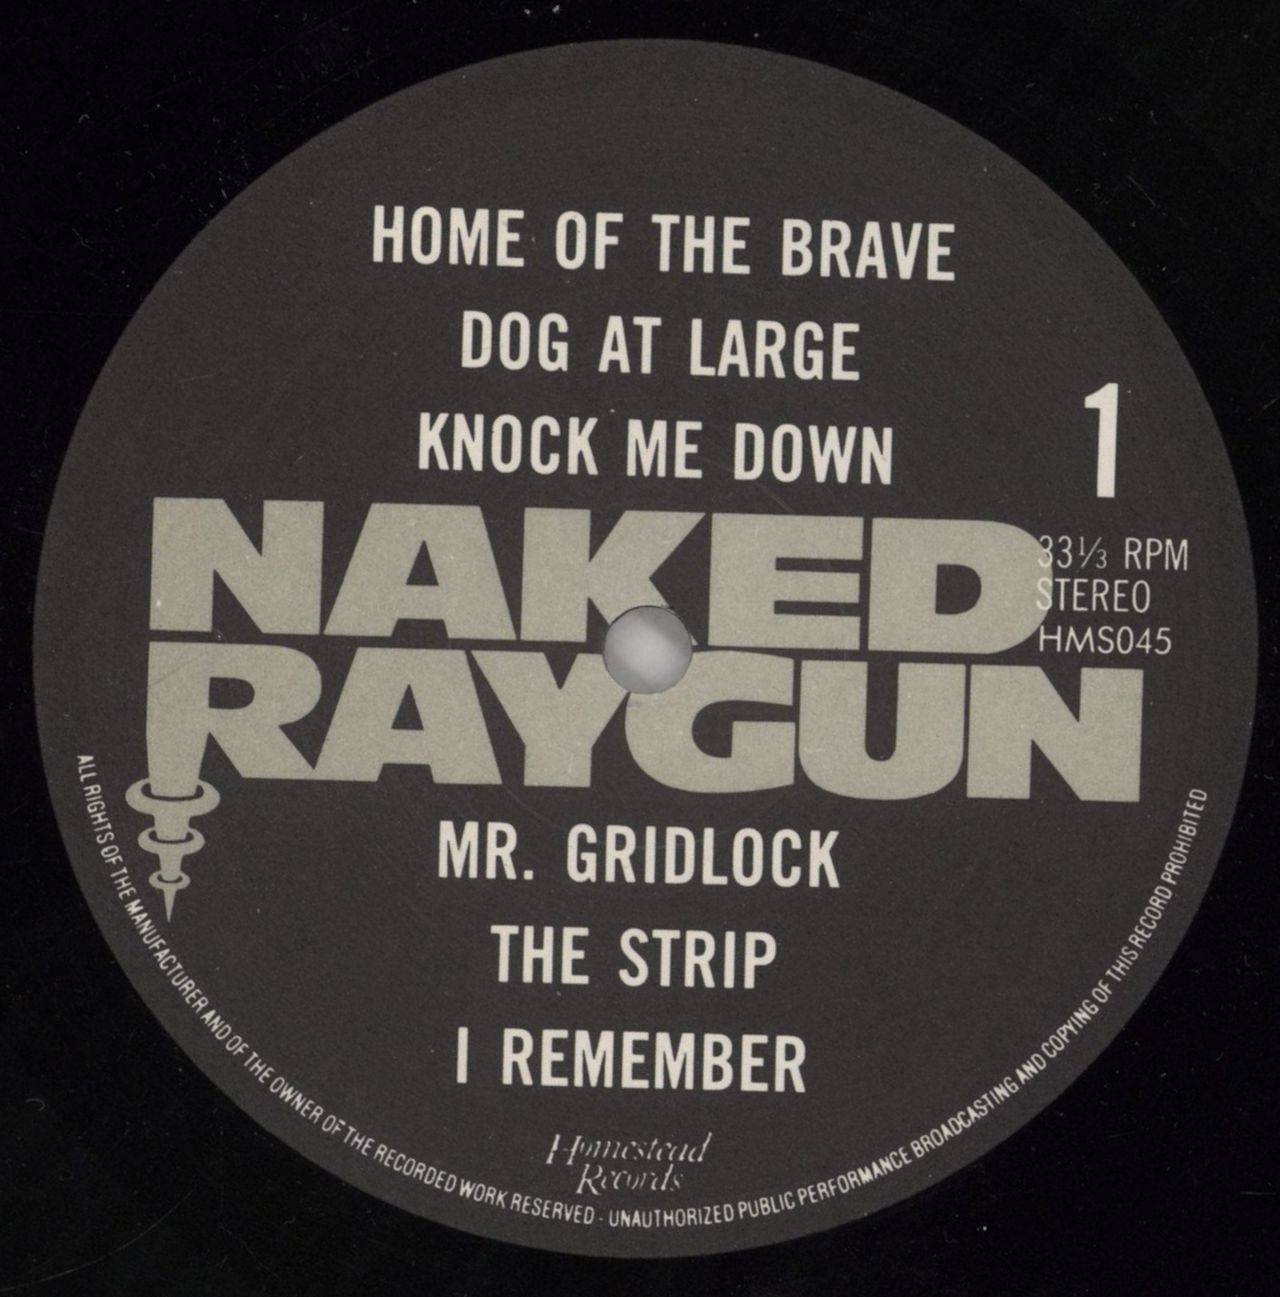 HOME OF THE BRAVE
DOG AT LARGE
KNOCK ME DOWN
1
NAKED
RAYGUN
33⅓ RPM
STEREO
HMS045
MR. GRIDLOCK
THE STRIP
I REMEMBER
Homestead
Records
ALL RIGHTS OF THE MANUFACTURER AND OF THE OWNER OF THE RECORDED WORK RESERVED - UNAUTHORIZED PUBLIC PERFORMANCE BROADCASTING AND COPYING OF THIS RECORD PROHIBITED